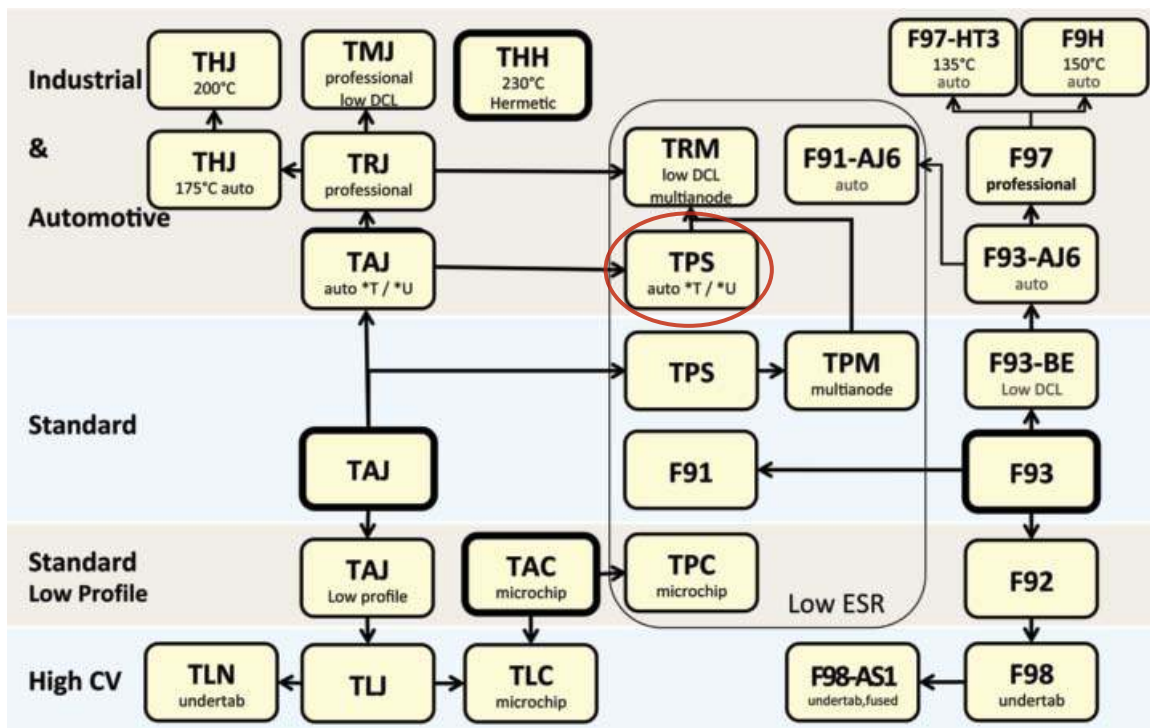 Industrial
&
Automotive
THJ
200°C
TMJ
professional
low DCL
THH
230°C
Hermetic
F97-HT3
135°C
auto
F9H
150°C
auto
THJ
175°C auto
TRJ
professional
TRM
low DCL
multianode
F91-AJ6
auto
F97
professional
TAJ
auto *T / *U
TPS
auto *T / *U
F93-AJ6
auto
Standard
TPS
TPM
multianode
F93-BE
Low DCL
TAJ
F91
F93
Standard
Low Profile
TAJ
Low profile
TAC
microchip
TPC
microchip
Low ESR
F92
High CV
TLN
undertab
TLJ
TLC
microchip
F98-AS1
undertab,fused
F98
undertab